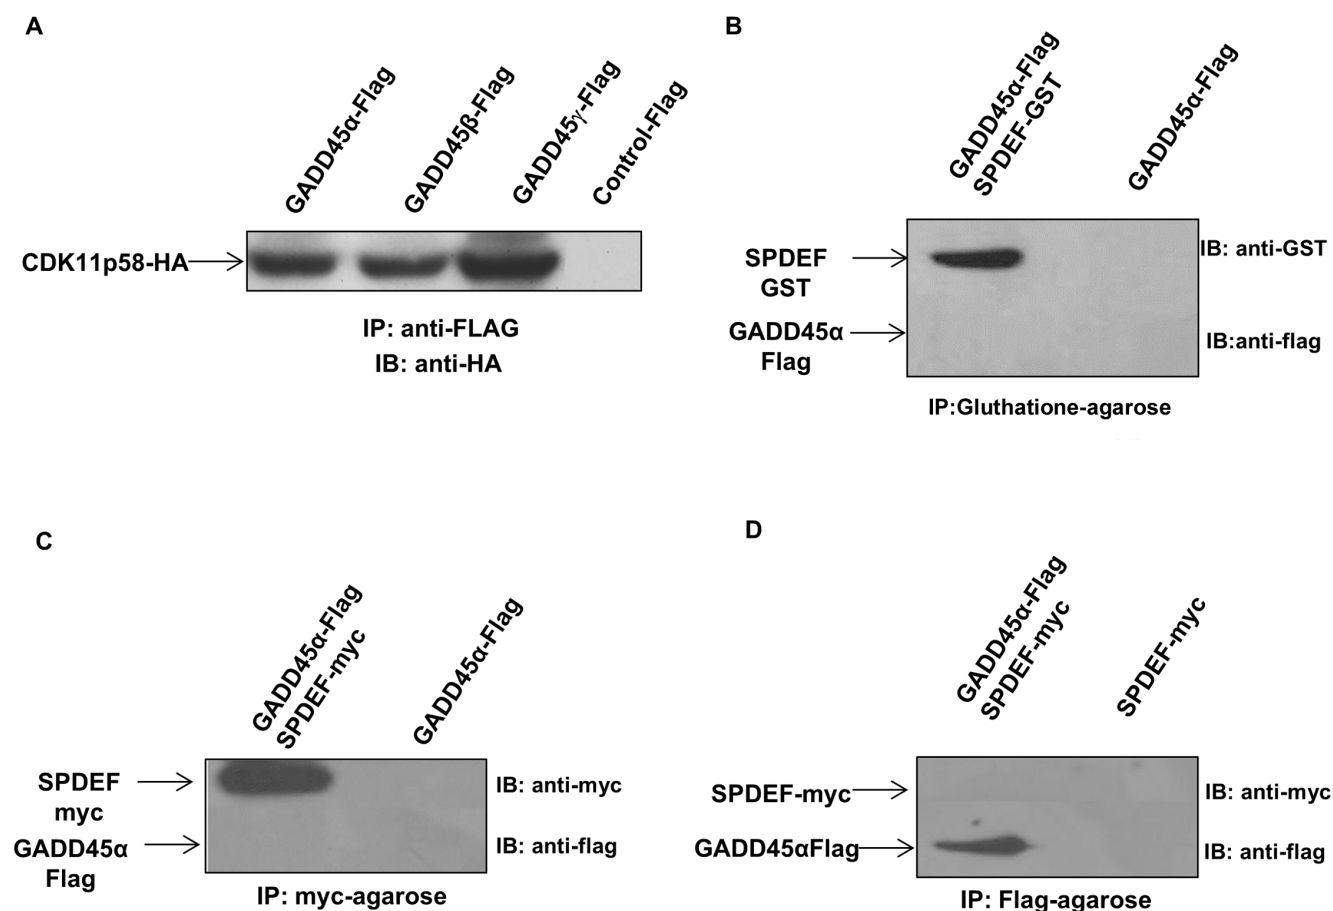 A
GADD45α-Flag
GADD45β-Flag
GADD45γ-Flag
Control-Flag
CDK11p58-HA
IP: anti-FLAG
IB: anti-HA
B
GADD45α-Flag
SPDEF-GST
GADD45α-Flag
SPDEF
GST
IB: anti-GST
GADD45α
Flag
IB:anti-flag
IP:Gluthatione-agarose
C
GADD45α-Flag
SPDEF-myc
GADD45α-Flag
SPDEF
myc
IB: anti-myc
GADD45α
Flag
IB: anti-flag
IP: myc-agarose
D
GADD45α-Flag
SPDEF-myc
SPDEF-myc
SPDEF-myc
IB: anti-myc
GADD45αFlag
IB: anti-flag
IP: Flag-agarose